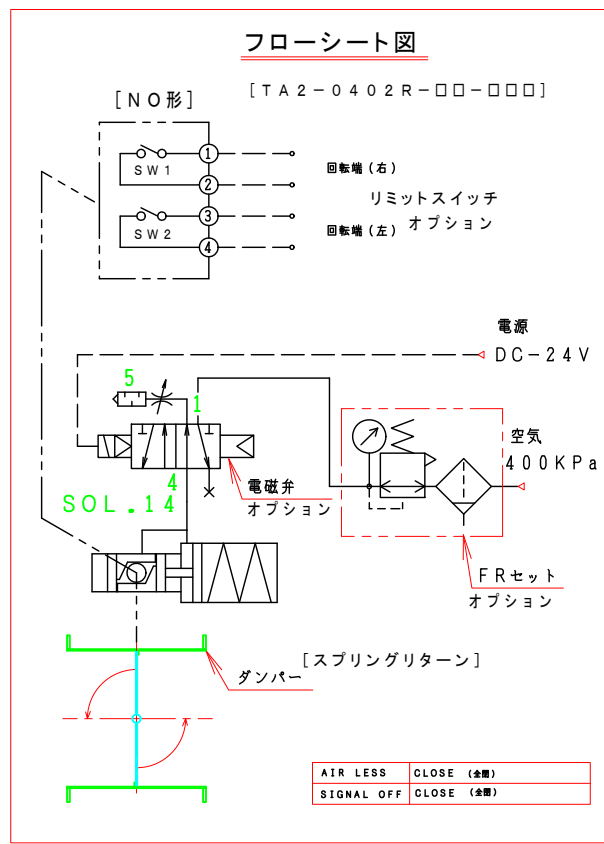 フローシート図
[TA2-0402R-□□-□□□]
[NO形]
SW1
1
2
回転端(右)
リミットスイッチ
オプション
SW2
3
4
回転端(左)
電源
DC-24V
5
1
4
SOL.14
電磁弁
オプション
空気
400KPa
FRセット
オプション
[スプリングリターン]
ダンパー
AIR LESS CLOSE (全閉)
SIGNAL OFF CLOSE (全閉)